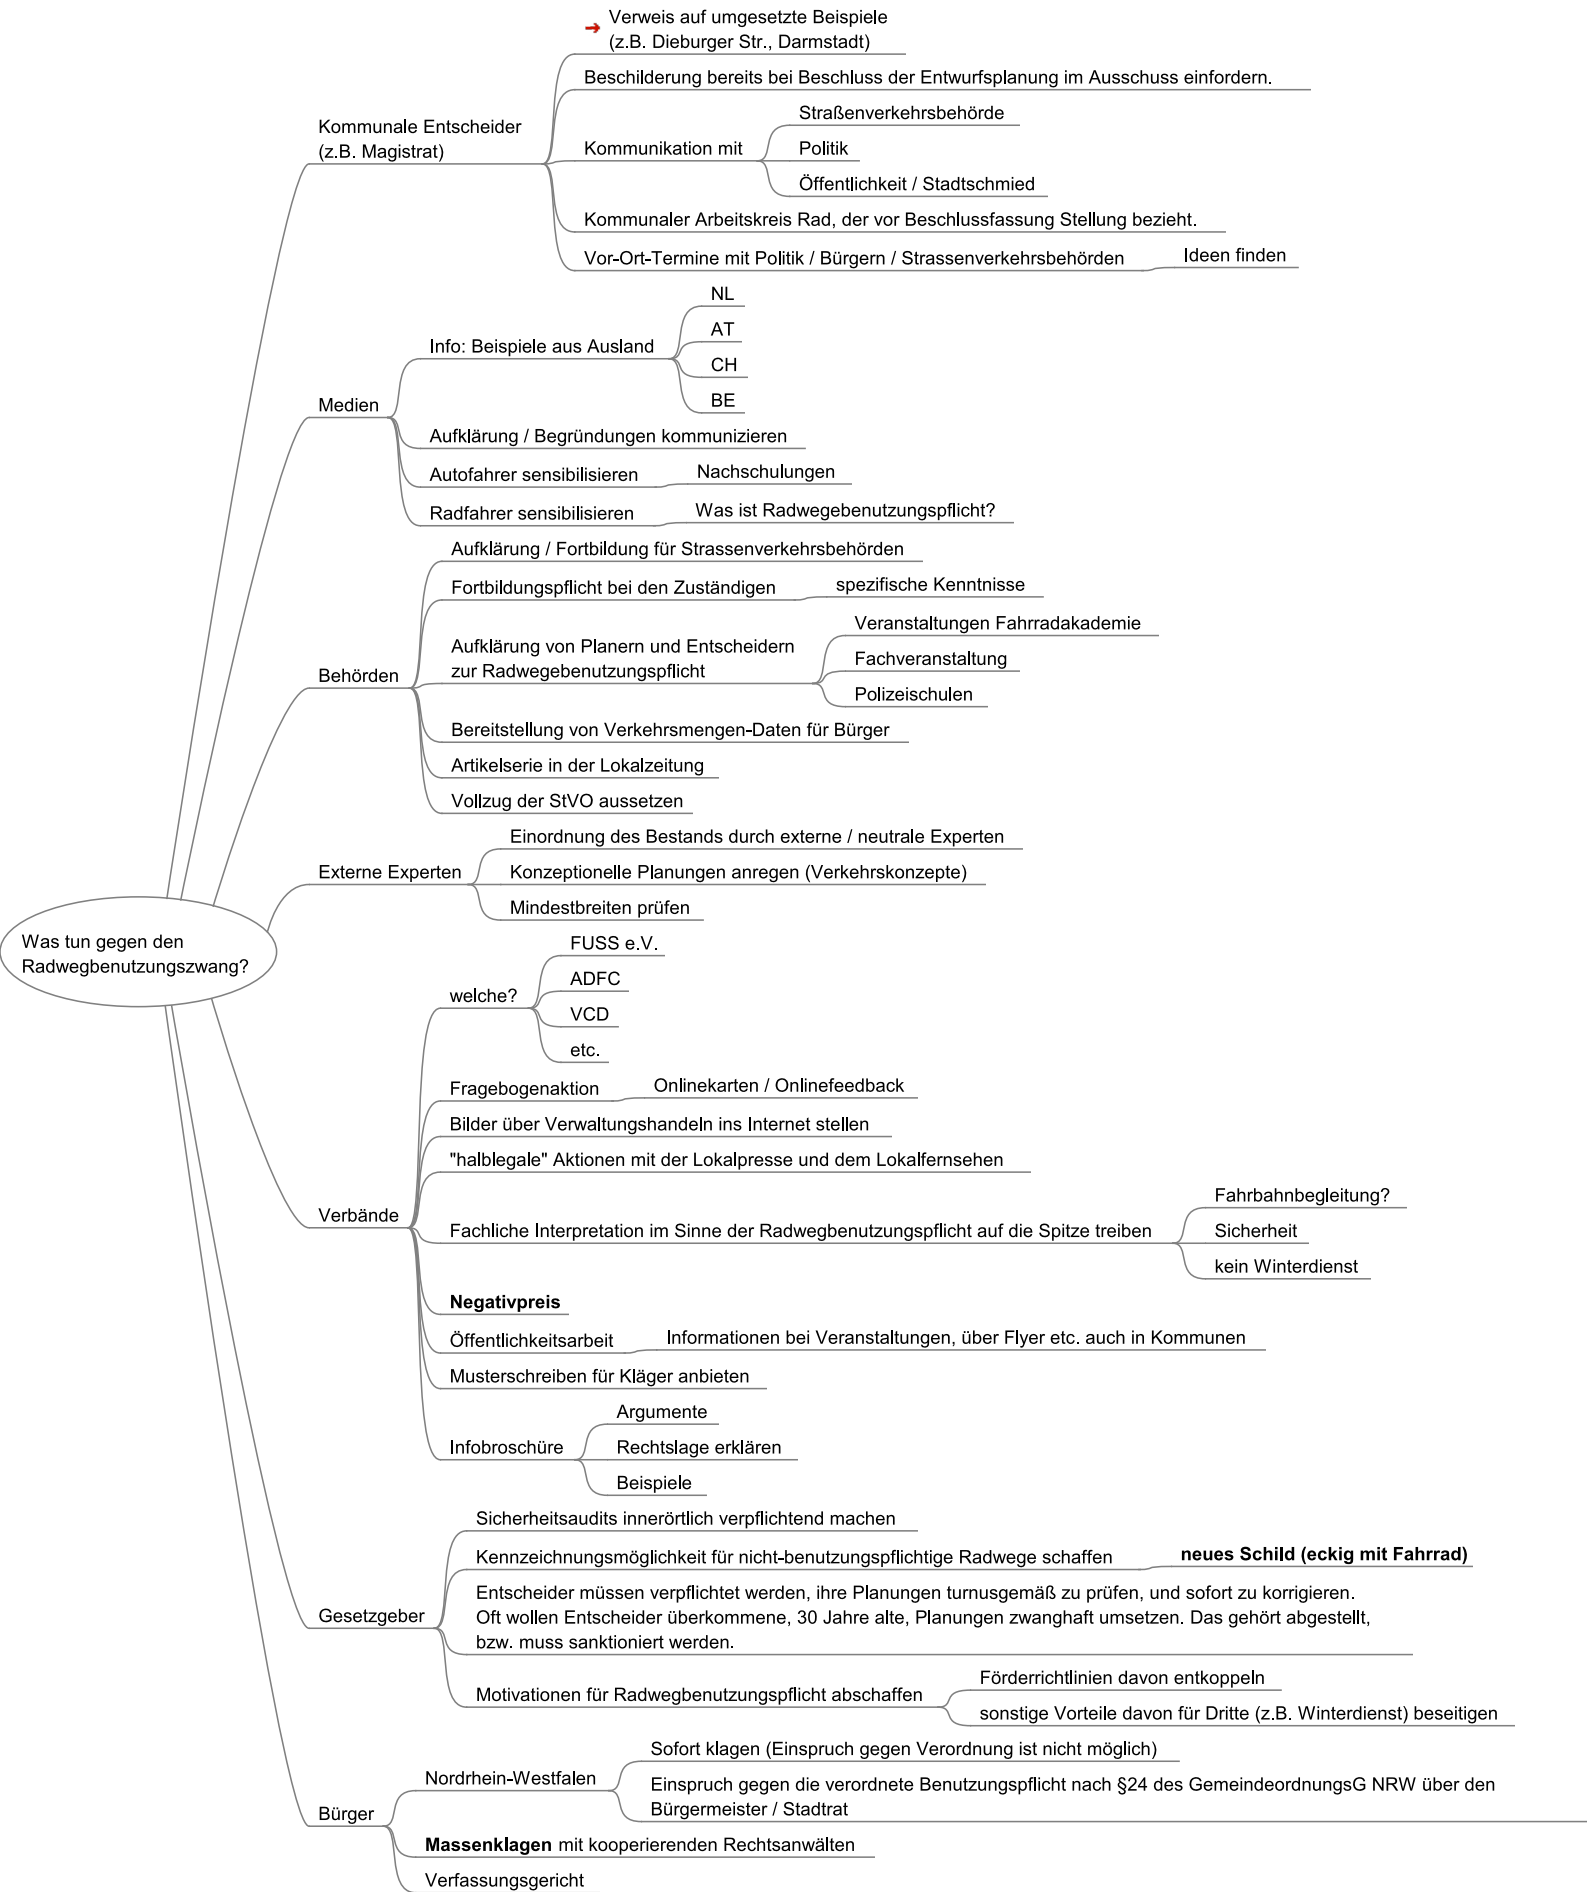 Verweis auf umgesetzte Beispiele
(z.B. Dieburger Str., Darmstadt)
Beschilderung bereits bei Beschluss der Entwurfsplanung im Ausschuss einfordern.
Kommunale Entscheider
(z.B. Magistrat)
Kommunikation mit
Straßenverkehrsbehörde
Politik
Öffentlichkeit / Stadtschmied
Kommunaler Arbeitskreis Rad, der vor Beschlussfassung Stellung bezieht.
Vor-Ort-Termine mit Politik / Bürgern / Strassenverkehrsbehörden
Ideen finden
Medien
Info: Beispiele aus Ausland
NL
AT
CH
BE
Aufklärung / Begründungen kommunizieren
Autofahrer sensibilisieren
Nachschulungen
Radfahrer sensibilisieren
Was ist Radwegebenutzungspflicht?
Behörden
Aufklärung / Fortbildung für Strassenverkehrsbehörden
Fortbildungspflicht bei den Zuständigen
spezifische Kenntnisse
Aufklärung von Planern und Entscheidern
zur Radwegebenutzungspflicht
Veranstaltungen Fahrradakademie
Fachveranstaltung
Polizeischulen
Bereitstellung von Verkehrsmengen-Daten für Bürger
Artikelserie in der Lokalzeitung
Vollzug der StVO aussetzen
Externe Experten
Einordnung des Bestands durch externe / neutrale Experten
Konzeptionelle Planungen anregen (Verkehrskonzepte)
Mindestbreiten prüfen
Was tun gegen den
Radwegbenutzungszwang?
Verbände
welche?
FUSS e.V.
ADFC
VCD
etc.
Fragebogenaktion
Onlinekarten / Onlinefeedback
Bilder über Verwaltungshandeln ins Internet stellen
"halblegale" Aktionen mit der Lokalpresse und dem Lokalfernsehen
Fachliche Interpretation im Sinne der Radwegbenutzungspflicht auf die Spitze treiben
Fahrbahnbegleitung?
Sicherheit
kein Winterdienst
Negativpreis
Öffentlichkeitsarbeit
Informationen bei Veranstaltungen, über Flyer etc. auch in Kommunen
Musterschreiben für Kläger anbieten
Infobroschüre
Argumente
Rechtslage erklären
Beispiele
Gesetzgeber
Sicherheitsaudits innerörtlich verpflichtend machen
Kennzeichnungsmöglichkeit für nicht-benutzungspflichtige Radwege schaffen
neues Schild (eckig mit Fahrrad)
Entscheider müssen verpflichtet werden, ihre Planungen turnusgemäß zu prüfen, und sofort zu korrigieren.
Oft wollen Entscheider überkommene, 30 Jahre alte, Planungen zwanghaft umsetzen. Das gehört abgestellt,
bzw. muss sanktioniert werden.
Motivationen für Radwegbenutzungspflicht abschaffen
Förderrichtlinien davon entkoppeln
sonstige Vorteile davon für Dritte (z.B. Winterdienst) beseitigen
Bürger
Nordrhein-Westfalen
Sofort klagen (Einspruch gegen Verordnung ist nicht möglich)
Einspruch gegen die verordnete Benutzungspflicht nach §24 des GemeindeordnungsG NRW über den
Bürgermeister / Stadtrat
Massenklagen mit kooperierenden Rechtsanwälten
Verfassungsgericht